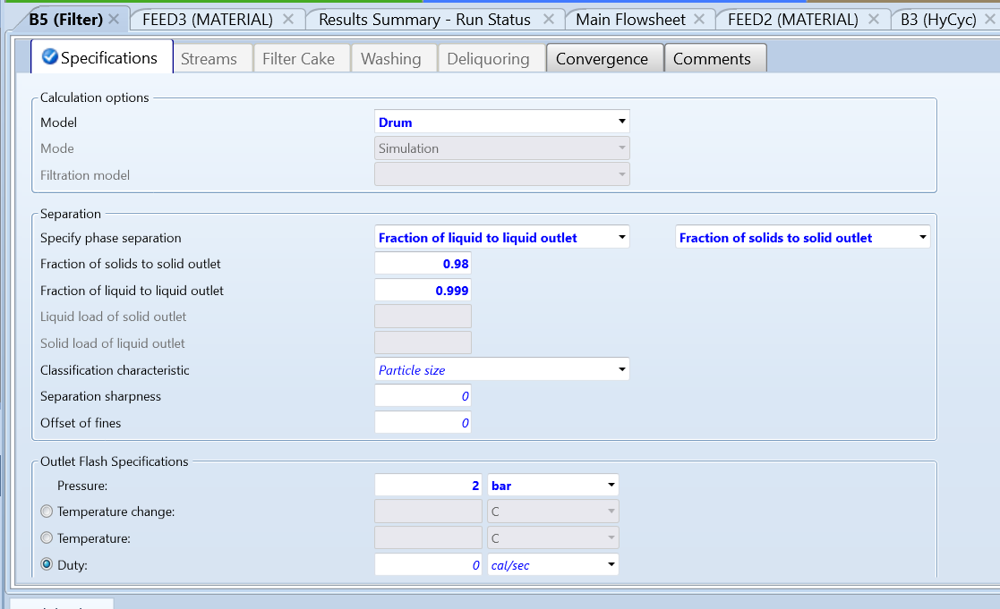 B5 (Filter) FEED3 (MATERIAL) Results Summary - Run Status Main Flowsheet FEED2 (MATERIAL) B3 (HyCyc)
Specifications Streams Filter Cake Washing Deliquoring Convergence Comments
Calculation options
Model Drum
Mode Simulation
Filtration model
Separation
Specify phase separation Fraction of liquid to liquid outlet Fraction of solids to solid outlet
Fraction of solids to solid outlet 0.98
Fraction of liquid to liquid outlet 0.999
Liquid load of solid outlet
Solid load of liquid outlet
Classification characteristic Particle size
Separation sharpness 0
Offset of fines 0
Outlet Flash Specifications
Pressure: 2 bar
Temperature change: C
Temperature: C
Duty: 0 cal/sec